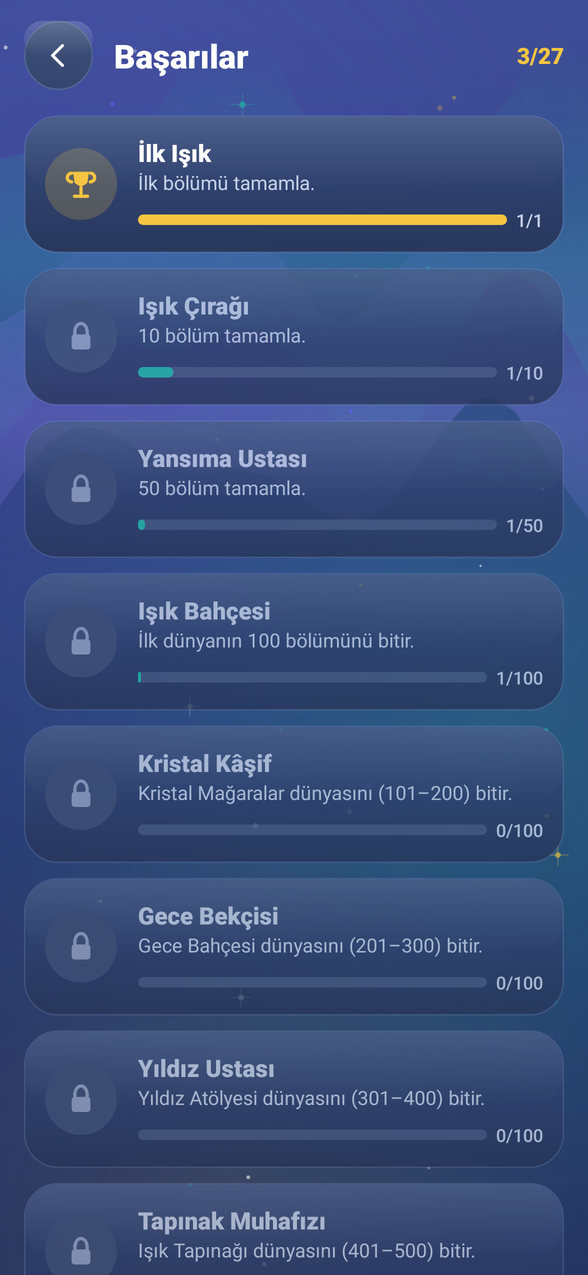 Başarılar
3/27
İlk Işık
İlk bölümü tamamla.
1/1
Işık Çırağı
10 bölüm tamamla.
1/10
Yansıma Ustası
50 bölüm tamamla.
1/50
Işık Bahçesi
İlk dünyanın 100 bölümünü bitir.
1/100
Kristal Kâşif
Kristal Mağaralar dünyasını (101–200) bitir.
0/100
Gece Bekçisi
Gece Bahçesi dünyasını (201–300) bitir.
0/100
Yıldız Ustası
Yıldız Atölyesi dünyasını (301–400) bitir.
0/100
Tapınak Muhafızı
Işık Tapınağı dünyasını (401–500) bitir.